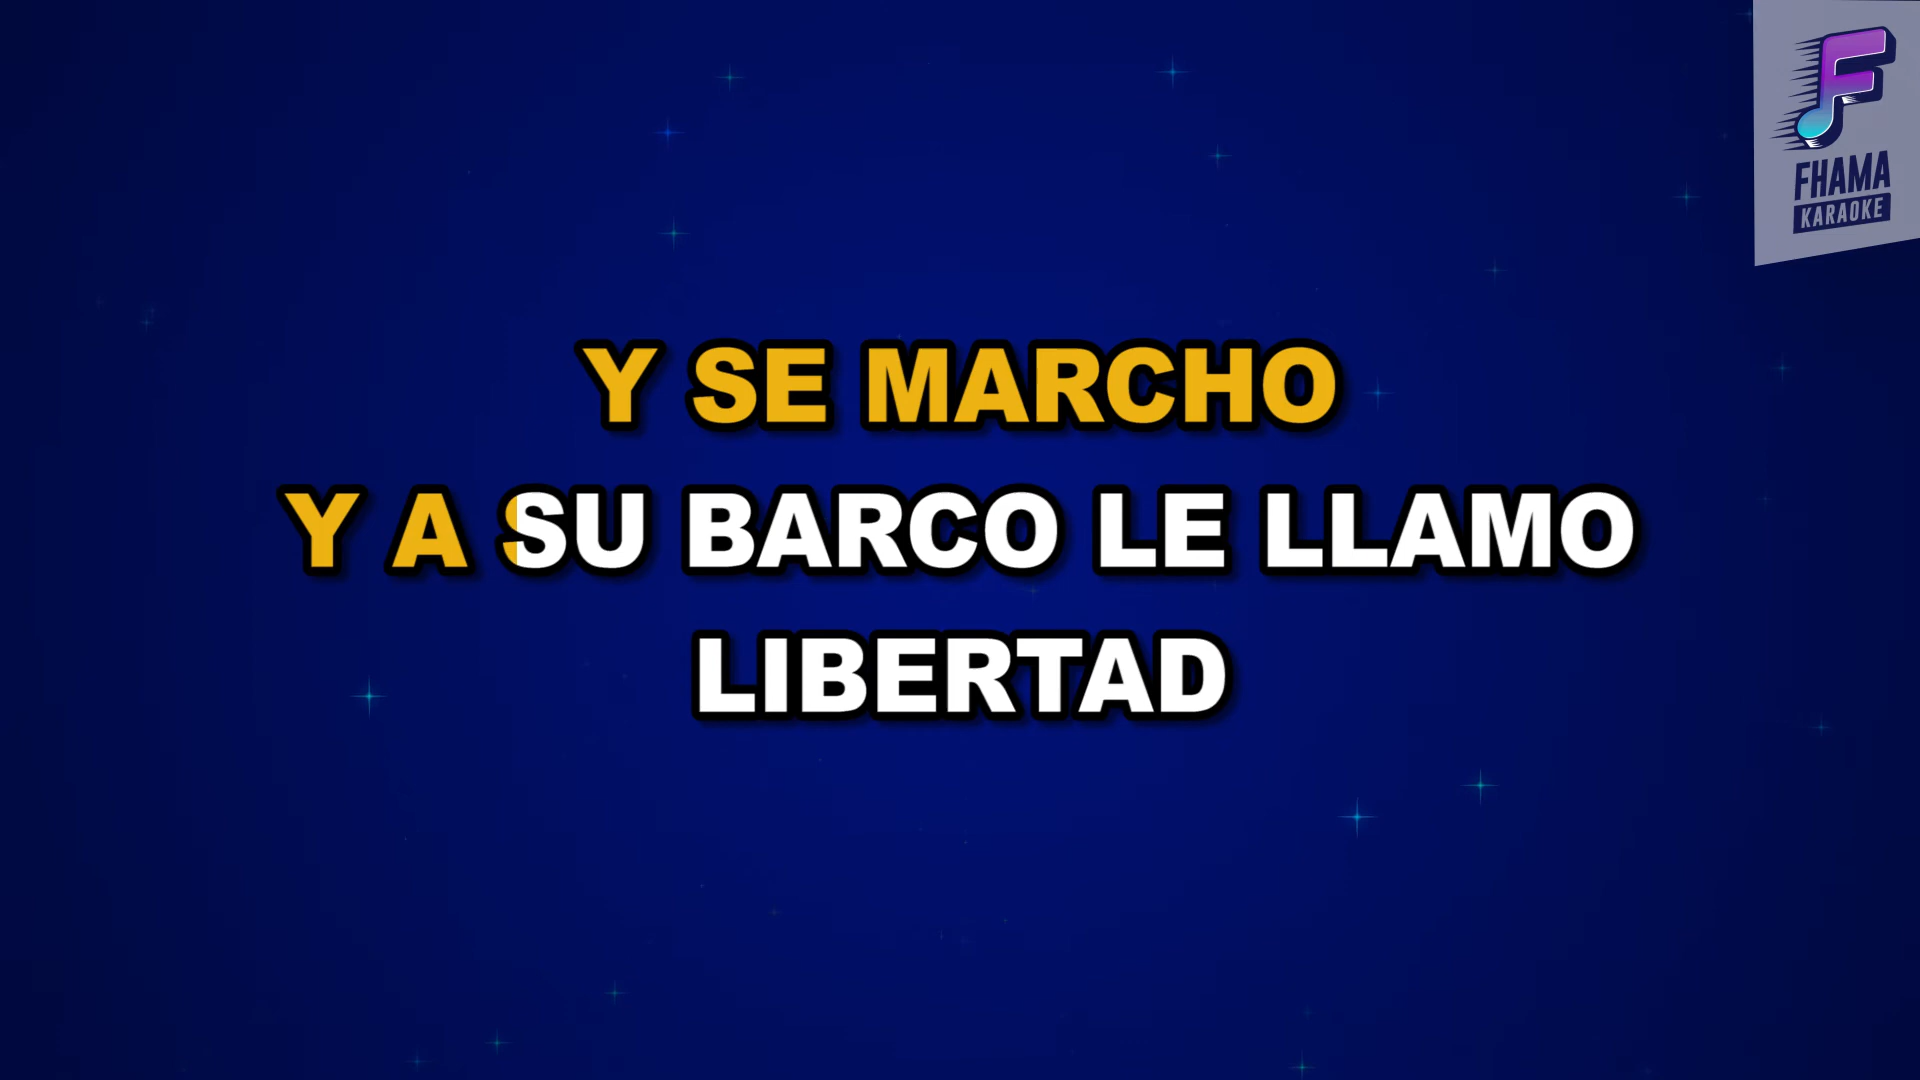 FHAMA
KARAOKE
Y SE MARCHO
Y A SU BARCO LE LLAMO
LIBERTAD